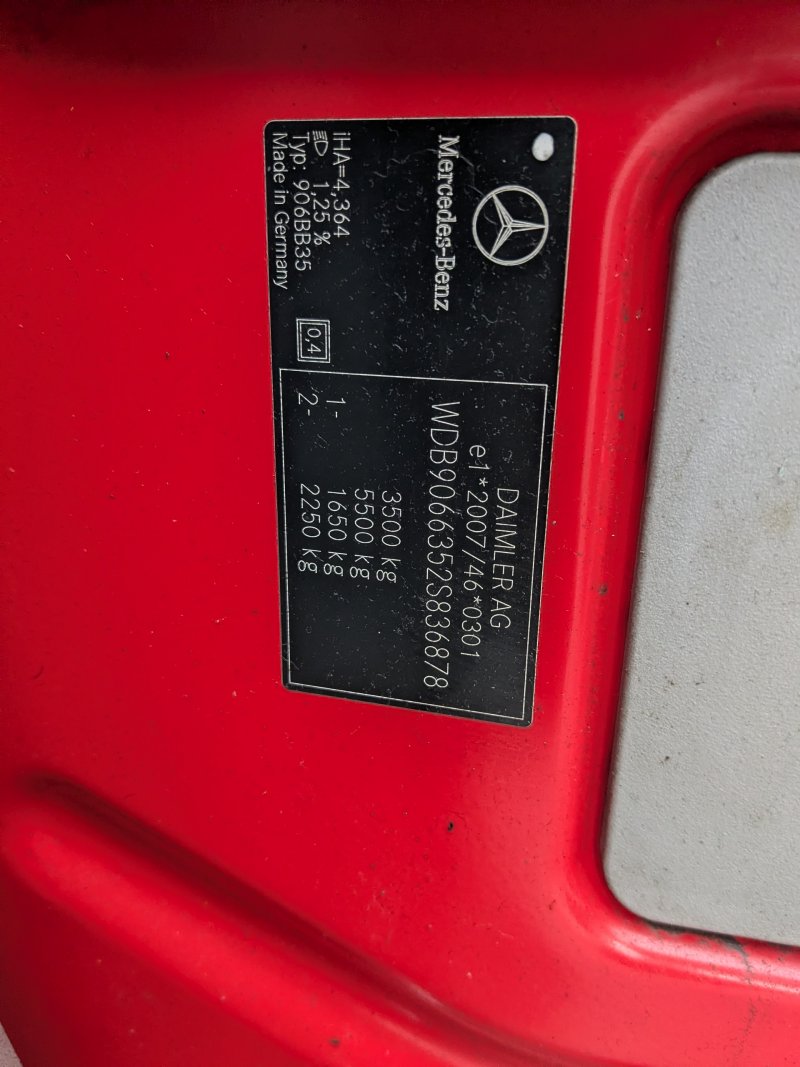 Mercedes-Benz
iHA=4,364
1,25 %
Typ: 906BB35
Made in Germany
0,4
DAIMLER AG
e1*2007/46*0301
WDB9066352S836878
3500 kg
5500 kg
1- 1650 kg
2- 2250 kg